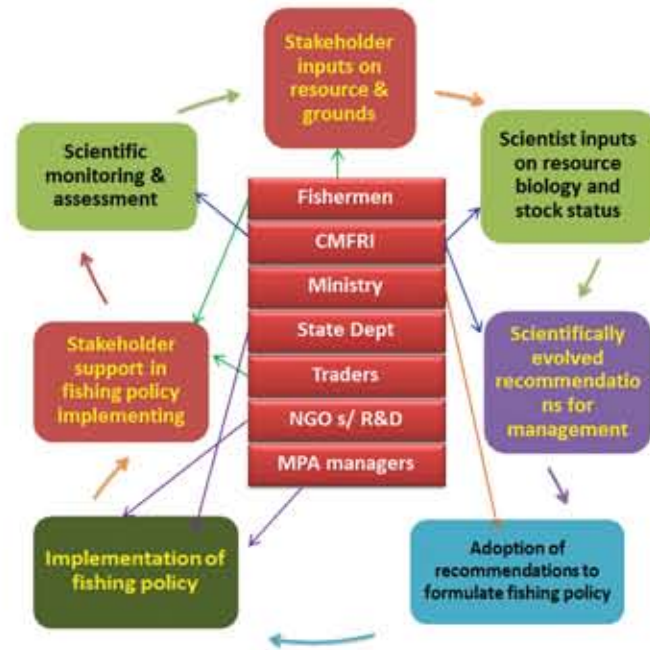 Stakeholder
inputs on
resource &
grounds
Scientist inputs
on resource
biology and
stock status
Scientifically
evolved
recommendatio
ns for
management
Adoption of
recommendations to
formulate fishing policy
Implementation of
fishing policy
Stakeholder
support in
fishing policy
implementing
Scientific
monitoring &
assessment
Fishermen
CMFRI
Ministry
State Dept
Traders
NGO s/ R&D
MPA managers